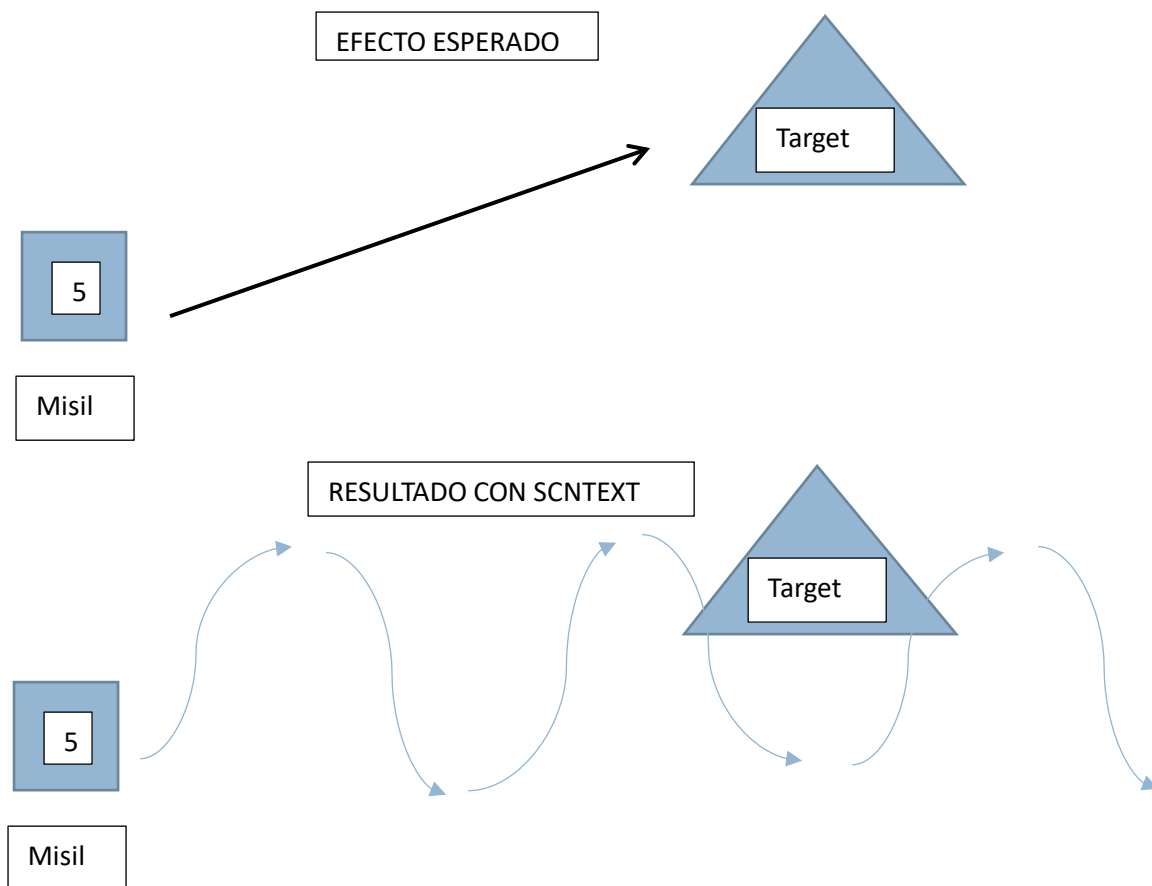 EFECTO ESPERADO
Target
5
Misil
RESULTADO CON SCNTEXT
Target
5
Misil